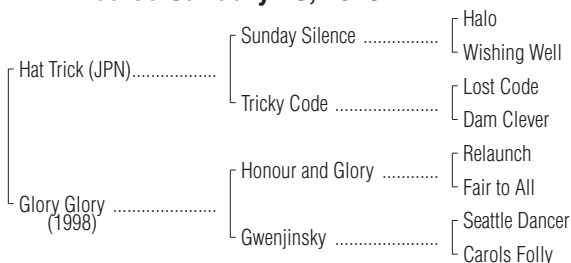 Halo
Sunday Silence ..................
Wishing Well
Hat Trick (JPN)..................
Lost Code
Tricky Code ........................
Dam Clever
Relaunch
Honour and Glory .............
Fair to All
Glory Glory ........................
(1998)
Seattle Dancer
Gwenjinsky ........................
Carols Folly